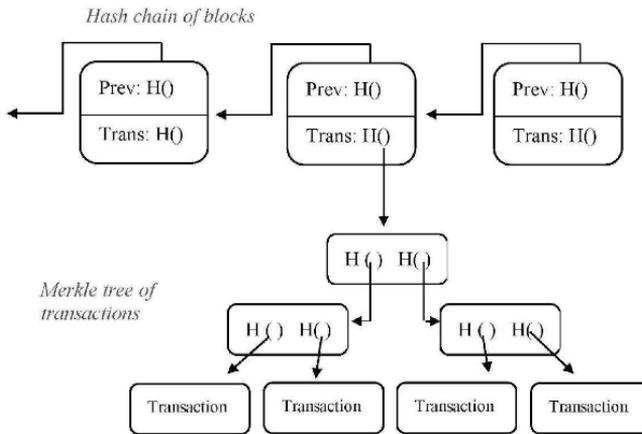 Hash chain of blocks
Prev: H()
Prev: H()
Prev: H()
Trans: H()
Trans: H()
Trans: H()
H ( ) H( )
Merkle tree of
transactions
H ( ) H( )
H ( ) H( )
Transaction
Transaction
Transaction
Transaction